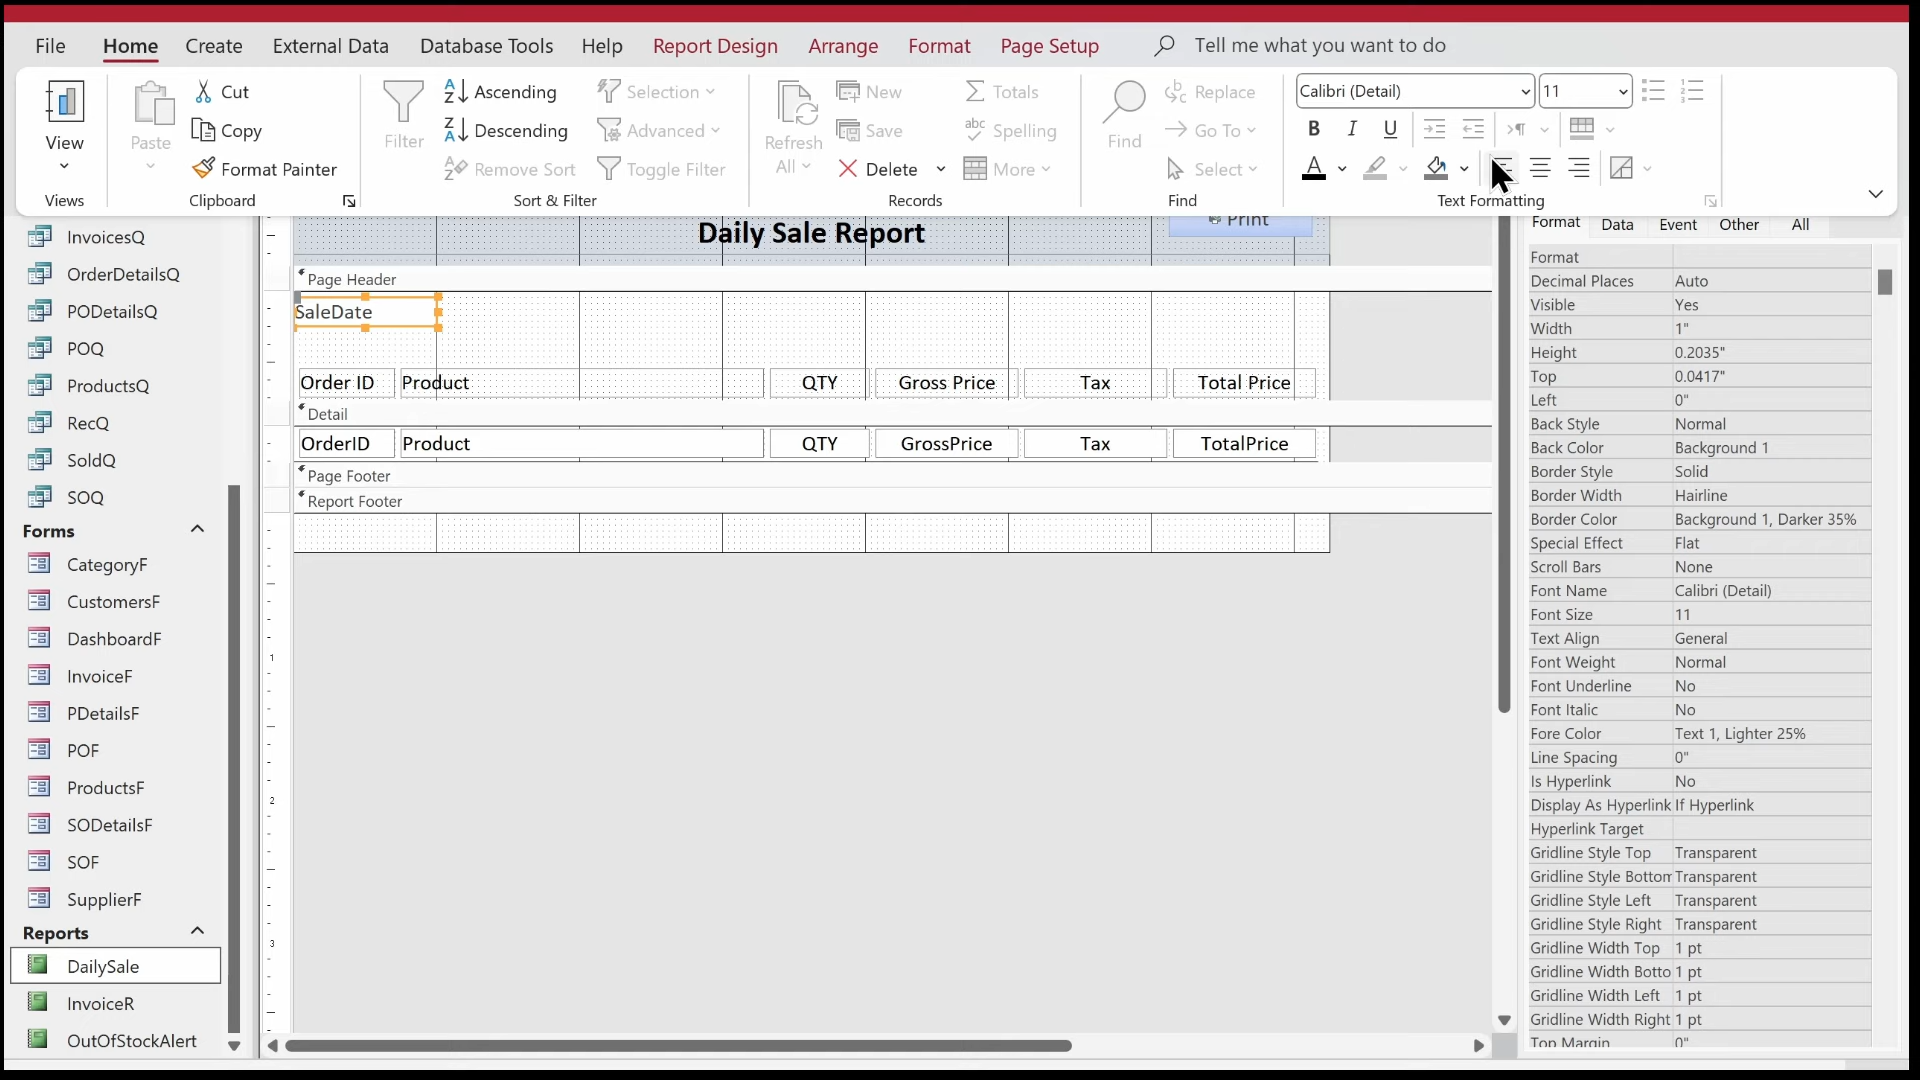 File Home Create External Data Database Tools Help Report Design Arrange Format Page Setup Tell me what you want to do
View
Views
Paste
Cut
Copy
Format Painter
Clipboard
Filter
Ascending
Descending
Remove Sort
Selection
Advanced
Toggle Filter
Sort & Filter
Refresh
All
New
Save
Delete
Totals
Spelling
More
Records
Find
Replace
Go To
Select
Find
Calibri (Detail) 11
B I U
A
Text Formatting
InvoicesQ
OrderDetailsQ
PODetailsQ
POQ
ProductsQ
RecQ
SoldQ
SOQ
Forms
CategoryF
CustomersF
DashboardF
InvoiceF
PDetailsF
POF
ProductsF
SODetailsF
SOF
SupplierF
Reports
DailySale
InvoiceR
OutOfStockAlert
Daily Sale Report
Print
Page Header
SaleDate
Order ID Product QTY Gross Price Tax Total Price
Detail
OrderID Product QTY GrossPrice Tax TotalPrice
Page Footer
Report Footer
1
2
3
Format Data Event Other All
Format
Decimal Places Auto
Visible Yes
Width 1"
Height 0.2035"
Top 0.0417"
Left 0"
Back Style Normal
Back Color Background 1
Border Style Solid
Border Width Hairline
Border Color Background 1, Darker 35%
Special Effect Flat
Scroll Bars None
Font Name Calibri (Detail)
Font Size 11
Text Align General
Font Weight Normal
Font Underline No
Font Italic No
Fore Color Text 1, Lighter 25%
Line Spacing 0"
Is Hyperlink No
Display As Hyperlink If Hyperlink
Hyperlink Target
Gridline Style Top Transparent
Gridline Style Bottom Transparent
Gridline Style Left Transparent
Gridline Style Right Transparent
Gridline Width Top 1 pt
Gridline Width Botto 1 pt
Gridline Width Left 1 pt
Gridline Width Right 1 pt
Top Margin 0"